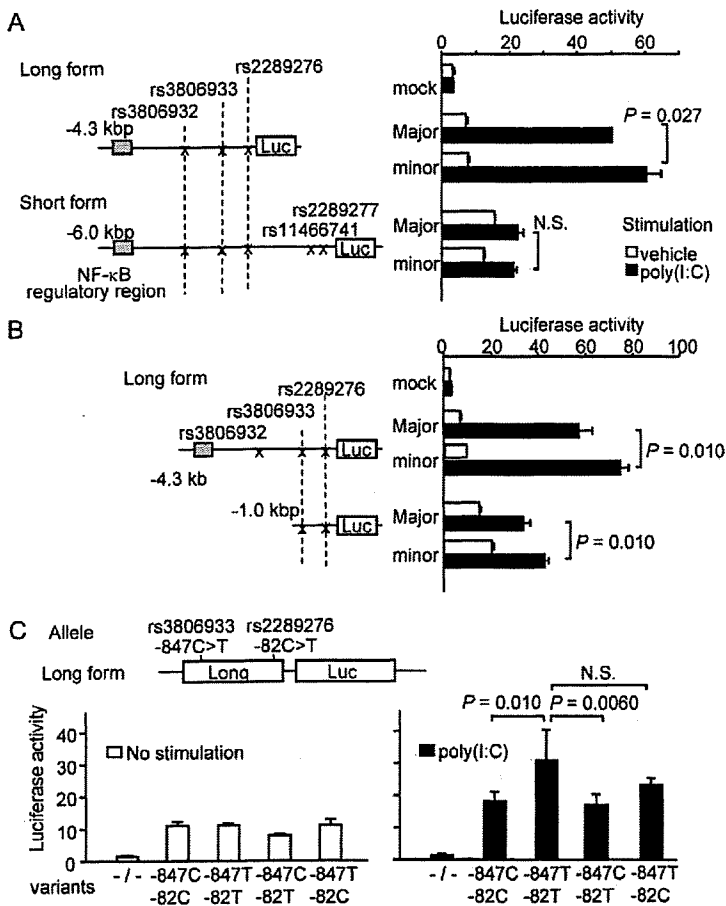 A
Luciferase activity
0 20 40 60
Long form
rs2289276
rs3806933
rs3806932
-4.3 kbp
Luc
mock
Major
minor
P = 0.027
Short form
rs2289277
-6.0 kbp
rs11466741
Luc
NF-κB
regulatory region
Major
minor
N.S.
Stimulation
vehicle
poly(I:C)
B
Luciferase activity
0 20 40 60 80 100
Long form
rs2289276
rs3806933
rs3806932
Luc
-4.3 kb
-1.0 kbp
Luc
mock
Major
minor
P = 0.010
Major
minor
P = 0.010
C
Allele
rs3806933 rs2289276
-847C>T -82C>T
Long form
Long
Luc
Luciferase activity
40
30
20
10
0
No stimulation
poly(I:C)
N.S.
P = 0.010 P = 0.0060
variants
-/- -847C -847T -847C -847T
-82C -82T -82T -82C
-/- -847C -847T -847C -847T
-82C -82T -82T -82C